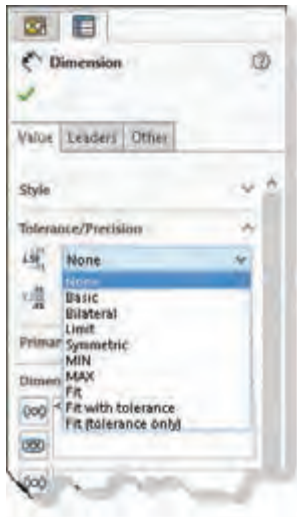 Dimension
Value Leaders Other
Style
Tolerance/Precision
None
None
Basic
Bilateral
Limit
Primar Symmetric
MIN
Dimen MAX
Fit
Fit with tolerance
Fit (tolerance only)